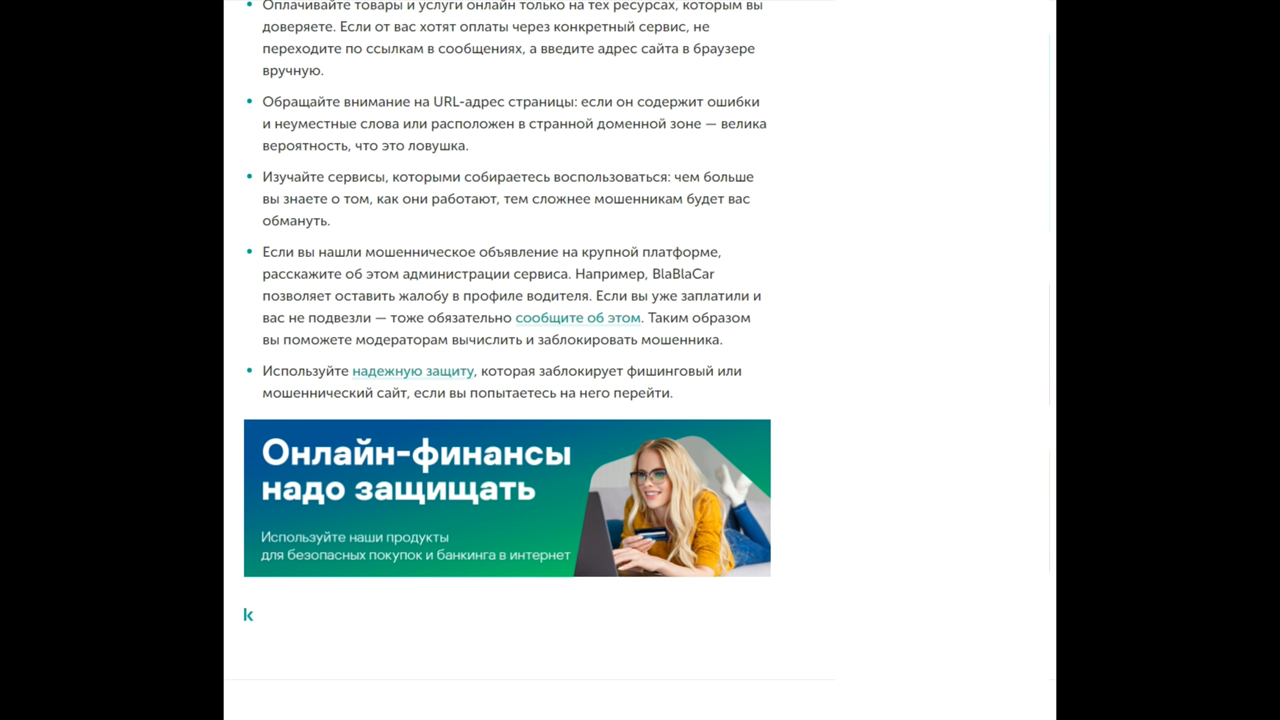 Оплачивайте товары и услуги онлайн только на тех ресурсах, которым вы
доверяете. Если от вас хотят оплаты через конкретный сервис, не
переходите по ссылкам в сообщениях, а введите адрес сайта в браузере
вручную.
Обращайте внимание на URL-адрес страницы: если он содержит ошибки
и неуместные слова или расположен в странной доменной зоне — велика
вероятность, что это ловушка.
Изучайте сервисы, которыми собираетесь воспользоваться: чем больше
вы знаете о том, как они работают, тем сложнее мошенникам будет вас
обмануть.
Если вы нашли мошенническое объявление на крупной платформе,
расскажите об этом администрации сервиса. Например, BlaBlaCar
позволяет оставить жалобу в профиле водителя. Если вы уже заплатили и
вас не подвезли — тоже обязательно сообщите об этом. Таким образом
вы поможете модераторам вычислить и заблокировать мошенника.
Используйте надежную защиту, которая заблокирует фишинговый или
мошеннический сайт, если вы попытаетесь на него перейти.
Онлайн-финансы
надо защищать
Используйте наши продукты
для безопасных покупок и банкинга в интернет
k